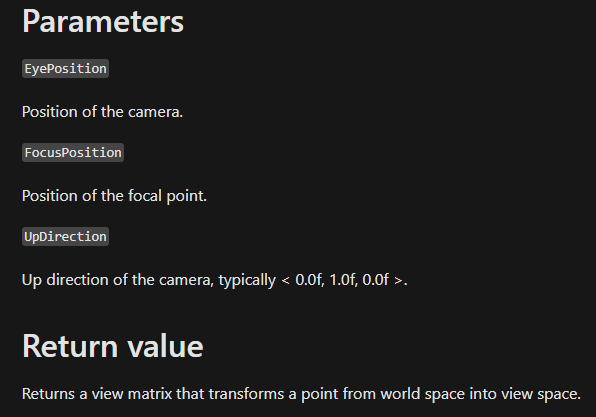 Parameters
EyePosition
Position of the camera.
FocusPosition
Position of the focal point.
UpDirection
Up direction of the camera, typically < 0.0f, 1.0f, 0.0f >.
Return value
Returns a view matrix that transforms a point from world space into view space.